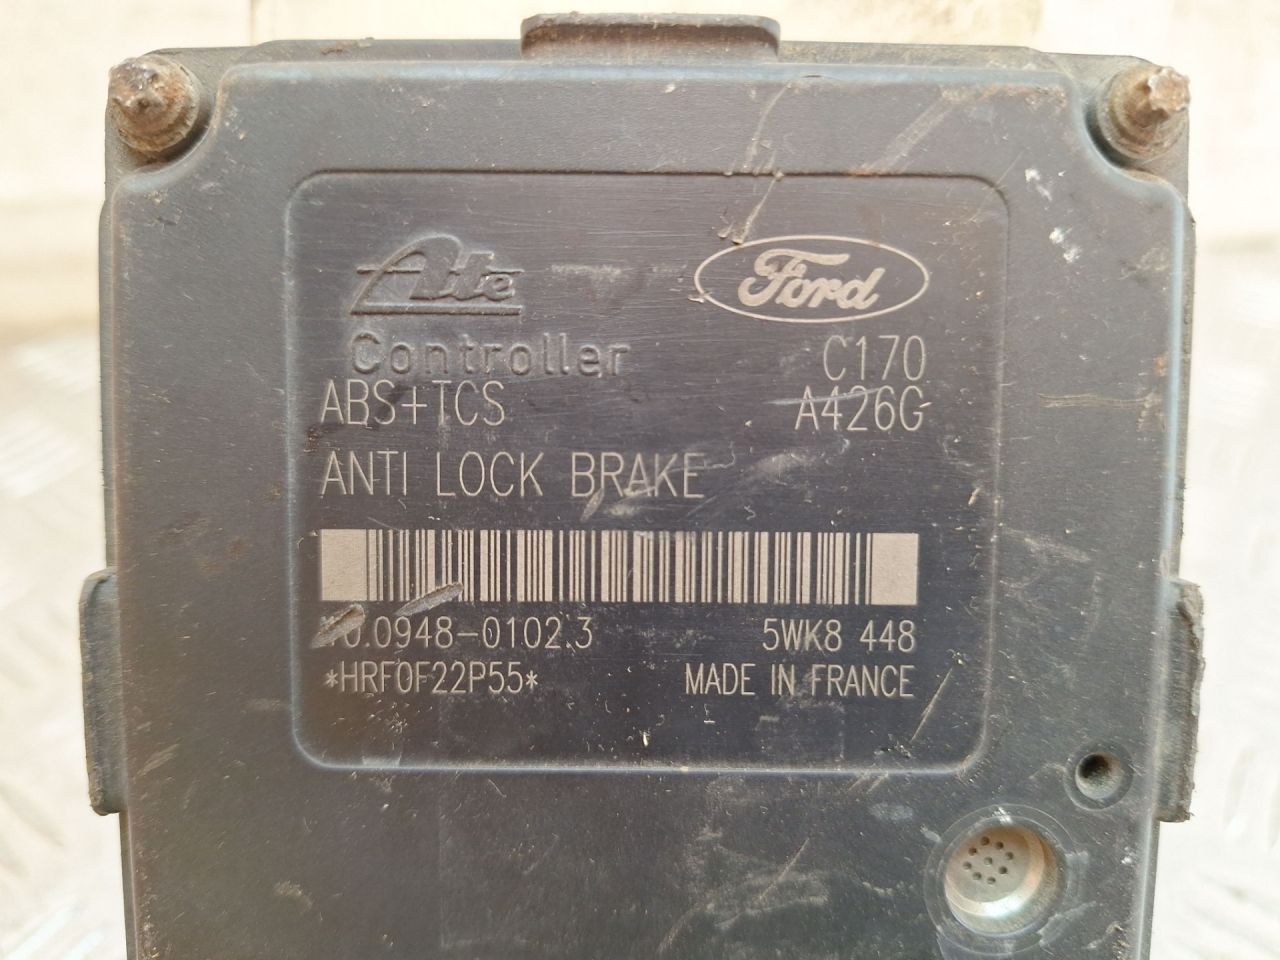 Ate
Ford
Controller
C170
ABS+TCS
A426G
ANTI LOCK BRAKE
0.0948-0102.3
5WK8 448
*HRF0F22P55*
MADE IN FRANCE